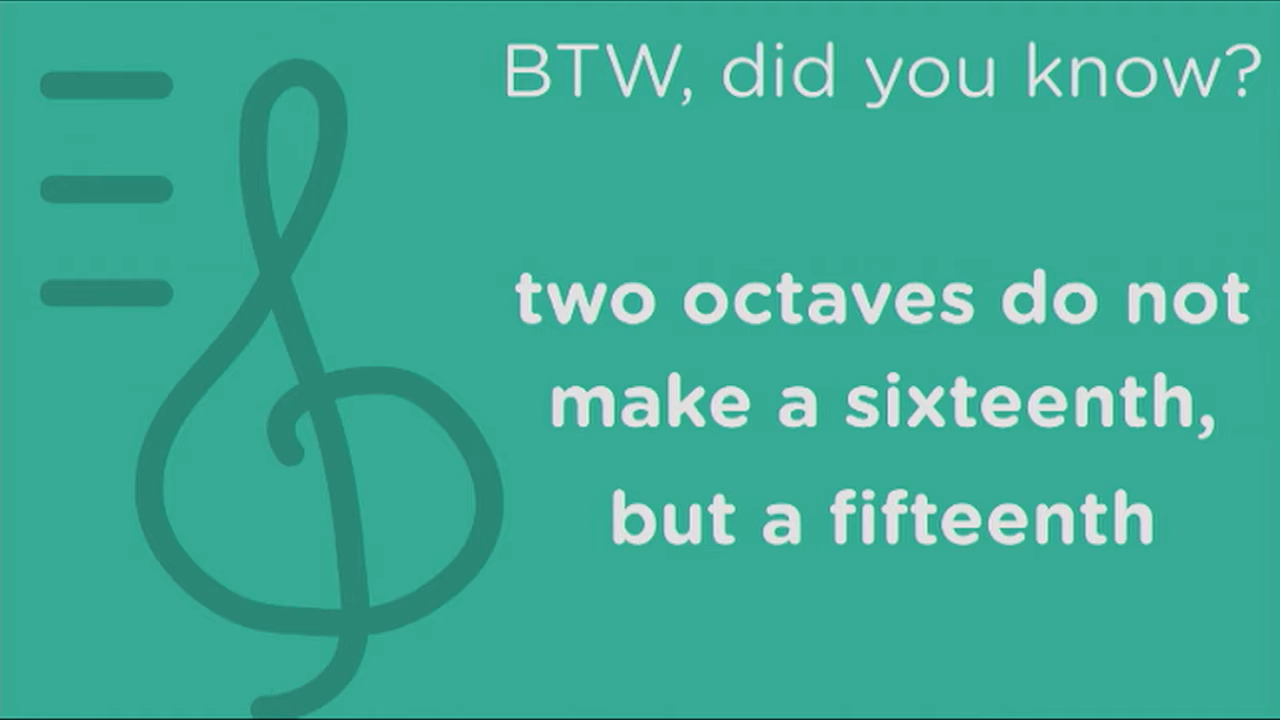 BTW, did you know?
two octaves do not
make a sixteenth,
but a fifteenth